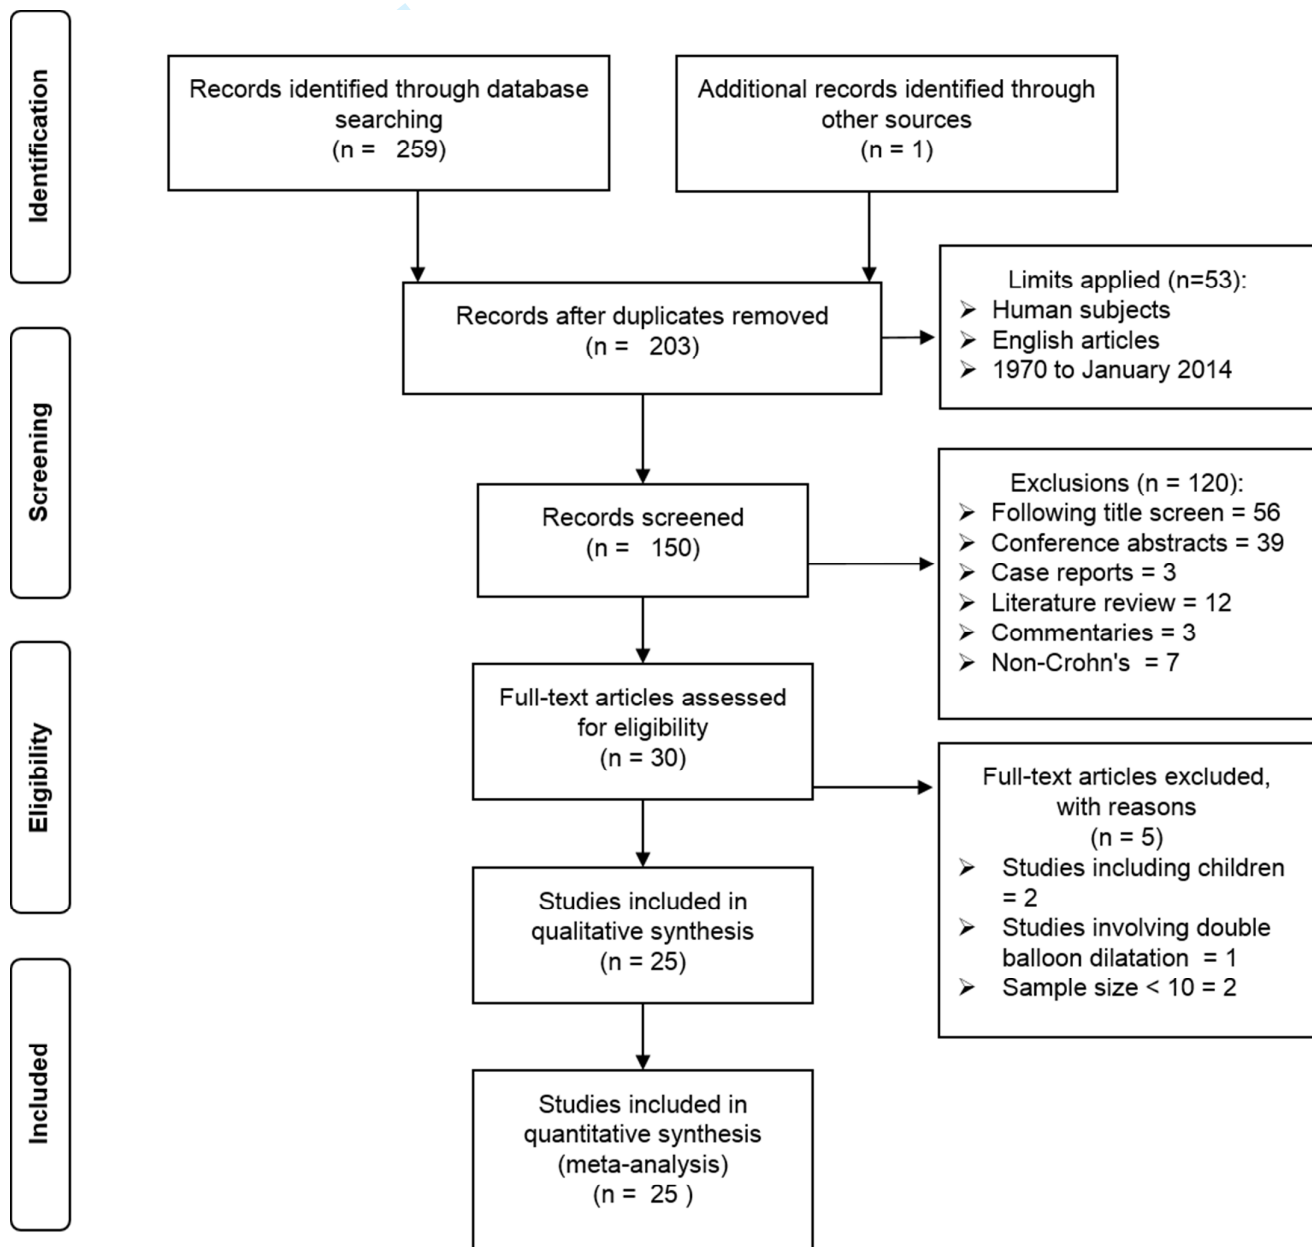 Identification
Records identified through database
searching
(n = 259)
Additional records identified through
other sources
(n = 1)
Records after duplicates removed
(n = 203)
Limits applied (n=53):
➢ Human subjects
➢ English articles
➢ 1970 to January 2014
Screening
Records screened
(n = 150)
Exclusions (n = 120):
➢ Following title screen = 56
➢ Conference abstracts = 39
➢ Case reports = 3
➢ Literature review = 12
➢ Commentaries = 3
➢ Non-Crohn's = 7
Eligibility
Full-text articles assessed
for eligibility
(n = 30)
Full-text articles excluded,
with reasons
(n = 5)
➢ Studies including children
= 2
➢ Studies involving double
balloon dilatation = 1
➢ Sample size < 10 = 2
Studies included in
qualitative synthesis
(n = 25)
Included
Studies included in
quantitative synthesis
(meta-analysis)
(n = 25 )